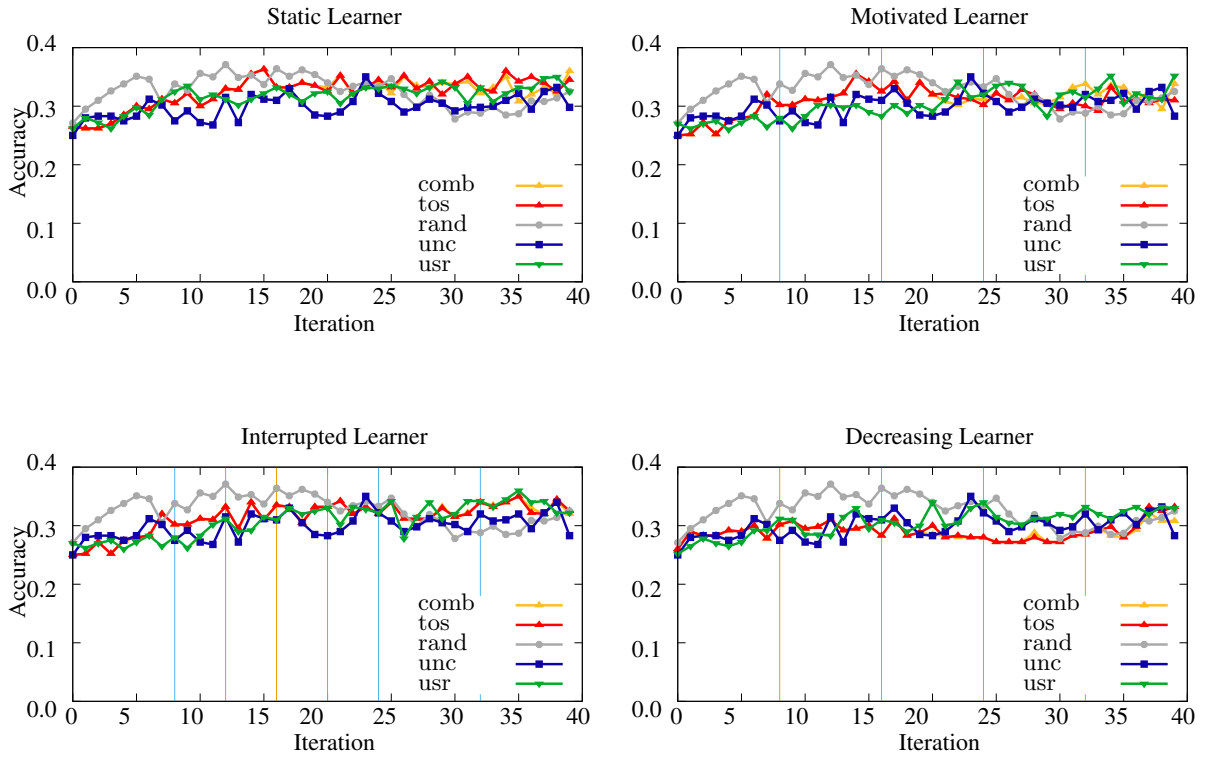 Static Learner
0.4
0.3
0.2
0.1
0.0
Accuracy
comb
tos
rand
unc
usr
0 5 10 15 20 25 30 35 40
Iteration
Motivated Learner
0.4
0.3
0.2
0.1
0.0
comb
tos
rand
unc
usr
0 5 10 15 20 25 30 35 40
Iteration
Interrupted Learner
0.4
0.3
0.2
0.1
0.0
Accuracy
comb
tos
rand
unc
usr
0 5 10 15 20 25 30 35 40
Iteration
Decreasing Learner
0.4
0.3
0.2
0.1
0.0
comb
tos
rand
unc
usr
0 5 10 15 20 25 30 35 40
Iteration